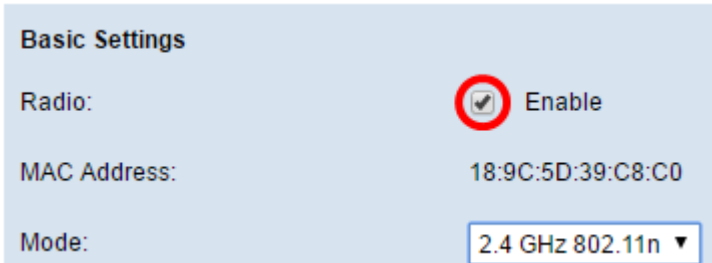 Basic Settings
Radio: Enable
MAC Address: 18:9C:5D:39:C8:C0
Mode: 2.4 GHz 802.11n